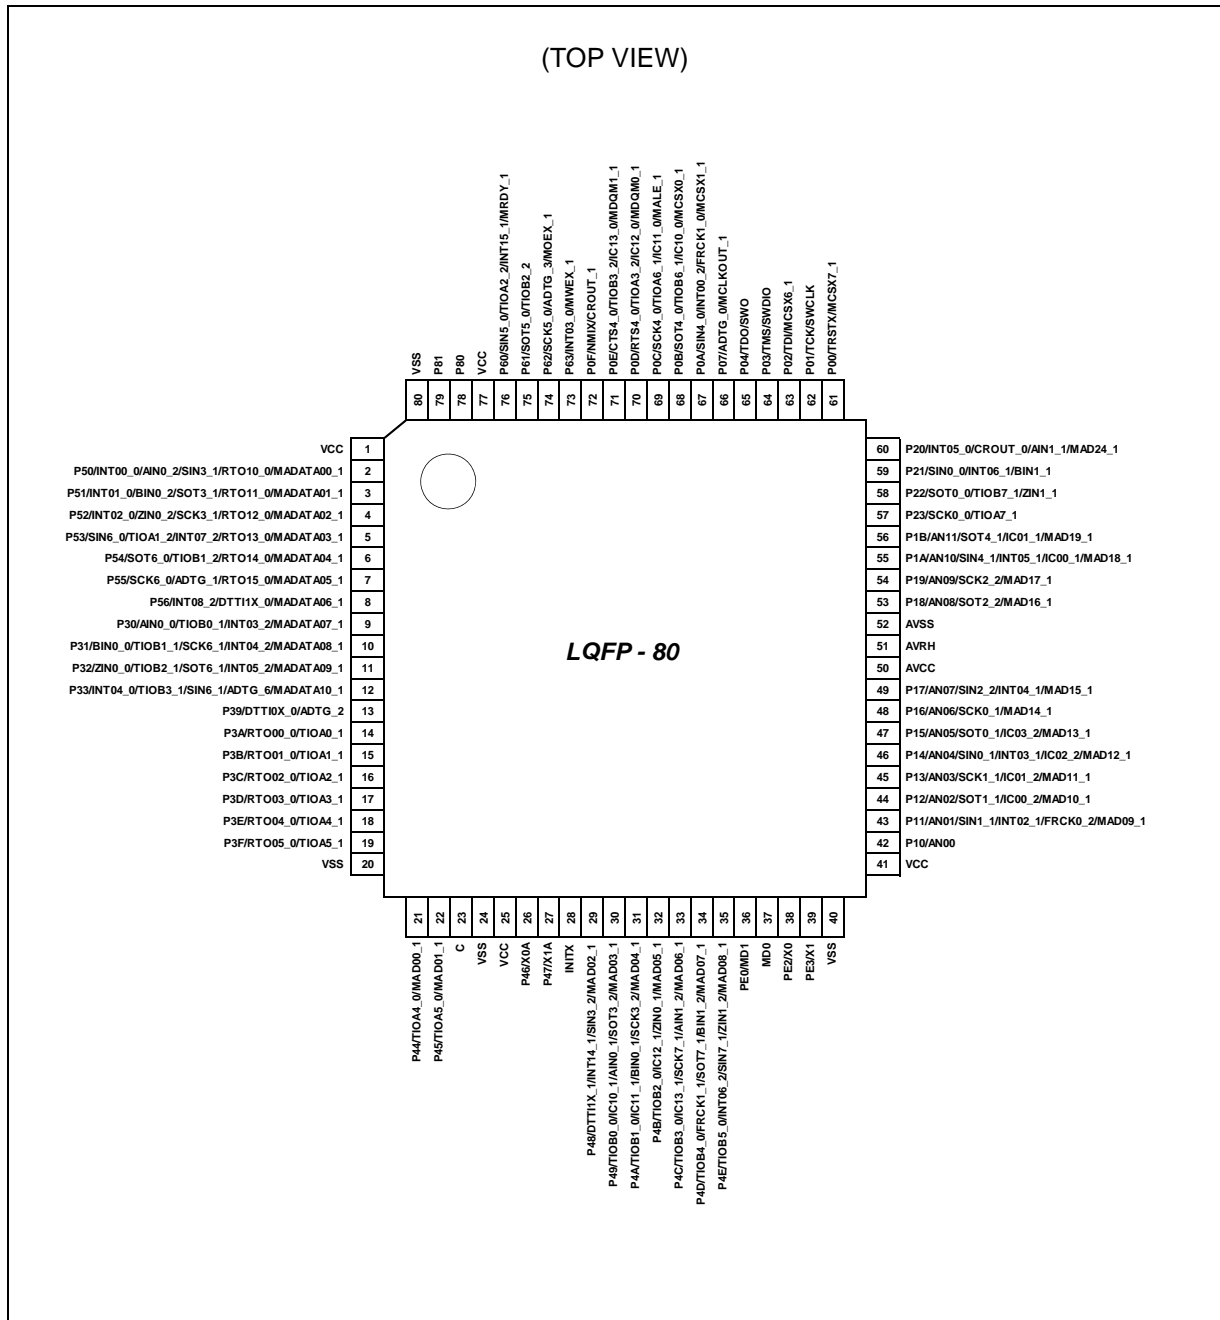 (TOP VIEW)
VSS
P81
P80
VCC
P60/SIN5_0/TIOA2_2/INT15_1/MRDY_1
P61/SOT5_0/TIOB2_2
P62/SCK5_0/ADTG_3/MOEX_1
P63/INT03_0/MWEX_1
P0F/NMIX/CROUT_1
P0E/CTS4_0/TIOB3_2/IC13_0/MDQM1_1
P0D/RTS4_0/TIOA3_2/IC12_0/MDQM0_1
P0C/SCK4_0/TIOA6_1/IC11_0/MALE_1
P0B/SOT4_0/TIOB6_1/IC10_0/MCSX0_1
P0A/SIN4_0/INT00_2/FRCK1_0/MCSX1_1
P07/ADTG_0/MCLKOUT_1
P04/TDO/SWO
P03/TMS/SWDIO
P02/TDI/MCSX6_1
P01/TCK/SWCLK
P00/TRSTX/MCSX7_1
80 79 78 77 76 75 74 73 72 71 70 69 68 67 66 65 64 63 62 61
VCC 1
P50/INT00_0/AIN0_2/SIN3_1/RTO10_0/MADATA00_1 2
P51/INT01_0/BIN0_2/SOT3_1/RTO11_0/MADATA01_1 3
P52/INT02_0/ZIN0_2/SCK3_1/RTO12_0/MADATA02_1 4
P53/SIN6_0/TIOA1_2/INT07_2/RTO13_0/MADATA03_1 5
P54/SOT6_0/TIOB1_2/RTO14_0/MADATA04_1 6
P55/SCK6_0/ADTG_1/RTO15_0/MADATA05_1 7
P56/INT08_2/DTTI1X_0/MADATA06_1 8
P30/AIN0_0/TIOB0_1/INT03_2/MADATA07_1 9
P31/BIN0_0/TIOB1_1/SCK6_1/INT04_2/MADATA08_1 10
P32/ZIN0_0/TIOB2_1/SOT6_1/INT05_2/MADATA09_1 11
P33/INT04_0/TIOB3_1/SIN6_1/ADTG_6/MADATA10_1 12
P39/DTTI0X_0/ADTG_2 13
P3A/RTO00_0/TIOA0_1 14
P3B/RTO01_0/TIOA1_1 15
P3C/RTO02_0/TIOA2_1 16
P3D/RTO03_0/TIOA3_1 17
P3E/RTO04_0/TIOA4_1 18
P3F/RTO05_0/TIOA5_1 19
VSS 20
LQFP - 80
60 P20/INT05_0/CROUT_0/AIN1_1/MAD24_1
59 P21/SIN0_0/INT06_1/BIN1_1
58 P22/SOT0_0/TIOB7_1/ZIN1_1
57 P23/SCK0_0/TIOA7_1
56 P1B/AN11/SOT4_1/IC01_1/MAD19_1
55 P1A/AN10/SIN4_1/INT05_1/IC00_1/MAD18_1
54 P19/AN09/SCK2_2/MAD17_1
53 P18/AN08/SOT2_2/MAD16_1
52 AVSS
51 AVRH
50 AVCC
49 P17/AN07/SIN2_2/INT04_1/MAD15_1
48 P16/AN06/SCK0_1/MAD14_1
47 P15/AN05/SOT0_1/IC03_2/MAD13_1
46 P14/AN04/SIN0_1/INT03_1/IC02_2/MAD12_1
45 P13/AN03/SCK1_1/IC01_2/MAD11_1
44 P12/AN02/SOT1_1/IC00_2/MAD10_1
43 P11/AN01/SIN1_1/INT02_1/FRCK0_2/MAD09_1
42 P10/AN00
41 VCC
21 22 23 24 25 26 27 28 29 30 31 32 33 34 35 36 37 38 39 40
P44/TIOA4_0/MAD00_1
P45/TIOA5_0/MAD01_1
C
VSS
VCC
P46/X0A
P47/X1A
INITX
P48/DTTI1X_1/INT14_1/SIN3_2/MAD02_1
P49/TIOB0_0/IC10_1/AIN0_1/SOT3_2/MAD03_1
P4A/TIOB1_0/IC11_1/BIN0_1/SCK3_2/MAD04_1
P4B/TIOB2_0/IC12_1/ZIN0_1/MAD05_1
P4C/TIOB3_0/IC13_1/SCK7_1/AIN1_2/MAD06_1
P4D/TIOB4_0/FRCK1_1/SOT7_1/BIN1_2/MAD07_1
P4E/TIOB5_0/INT06_2/SIN7_1/ZIN1_2/MAD08_1
PE0/MD1
MD0
PE2/X0
PE3/X1
VSS